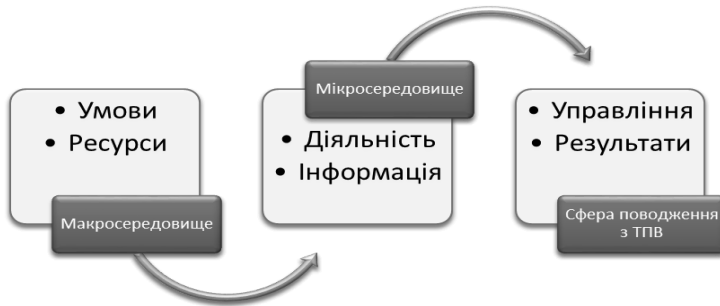 • Умови
• Ресурси
Макросередовище
Мікросередовище
• Діяльність
• Інформація
• Управління
• Результати
Сфера поводження
з ТПВ